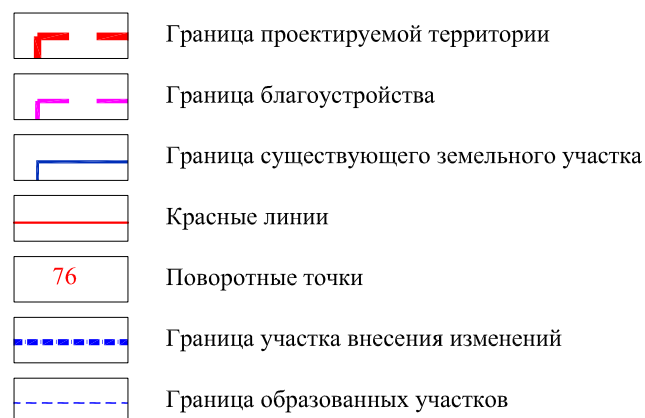 Граница проектируемой территории
Граница благоустройства
Граница существующего земельного участка
Красные линии
76 Поворотные точки
Граница участка внесения изменений
Граница образованных участков